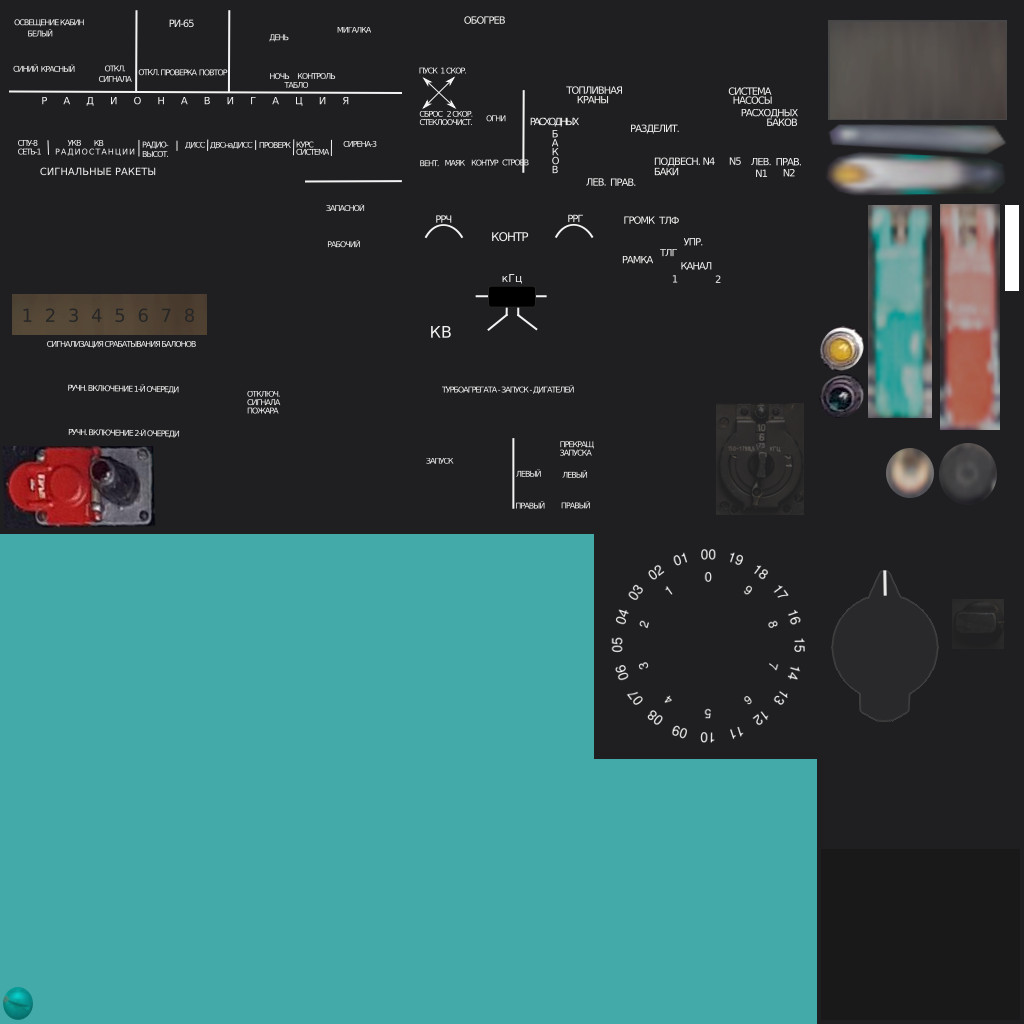 ОСВЕЩЕНИЕ КАБИН
БЕЛЫЙ
СИНИЙ КРАСНЫЙ
ОТКЛ.
СИГНАЛА
РИ-65
ОТКЛ. ПРОВЕРКА ПОВТОР
МИГАЛКА
ДЕНЬ
НОЧЬ КОНТРОЛЬ
ТАБЛО
РАДИОНАВИГАЦИЯ
СПУ-8
СЕТЬ-1
УКВ КВ
РАДИОСТАНЦИИ
РАДИО-
ВЫСОТ.
ДИСС
ДВО-аДИСС
ПРОВЕРК
КУРС
СИСТЕМА
СИРЕНА-3
СИГНАЛЬНЫЕ РАКЕТЫ
ЗАПАСНОЙ
РАБОЧИЙ
ОБОГРЕВ
ПУСК 1 СКОР.
СБРОС 2 СКОР.
СТЕКЛООЧИСТ.
ОГНИ
ВЕНТ. МАЯК КОНТУР СТРОЕВ
ТОПЛИВНАЯ
КРАНЫ
РАСХОДНЫХ
БАКОВ
РАЗДЕЛИТ.
ЛЕВ. ПРАВ.
СИСТЕМА
НАСОСЫ
РАСХОДНЫХ
БАКОВ
ПОДВЕСН. N4 N5 ЛЕВ. ПРАВ.
БАКИ N1 N2
РРЧ
КОНТР
РРГ
кГц
КВ
ГРОМК ТЛФ
УПР.
ТЛГ
РАМКА
КАНАЛ
1 2
1 2 3 4 5 6 7 8
СИГНАЛИЗАЦИЯ СРАБАТЫВАНИЯ БАЛОНОВ
РУЧН. ВКЛЮЧЕНИЕ 1-Й ОЧЕРЕДИ
ОТКЛЮЧ.
СИГНАЛА
ПОЖАРА
РУЧН. ВКЛЮЧЕНИЕ 2-Й ОЧЕРЕДИ
ТУРБОАГРЕГАТА - ЗАПУСК - ДИГАТЕЛЕЙ
ЗАПУСК
ПРЕКРАЩ
ЗАПУСКА
ЛЕВЫЙ ЛЕВЫЙ
ПРАВЫЙ ПРАВЫЙ
00 19 18 17 16 15 14 13 12 11 10 09 08 07 06 05 04 03 02 01
0 9 8 7 6 5 4 3 2 1